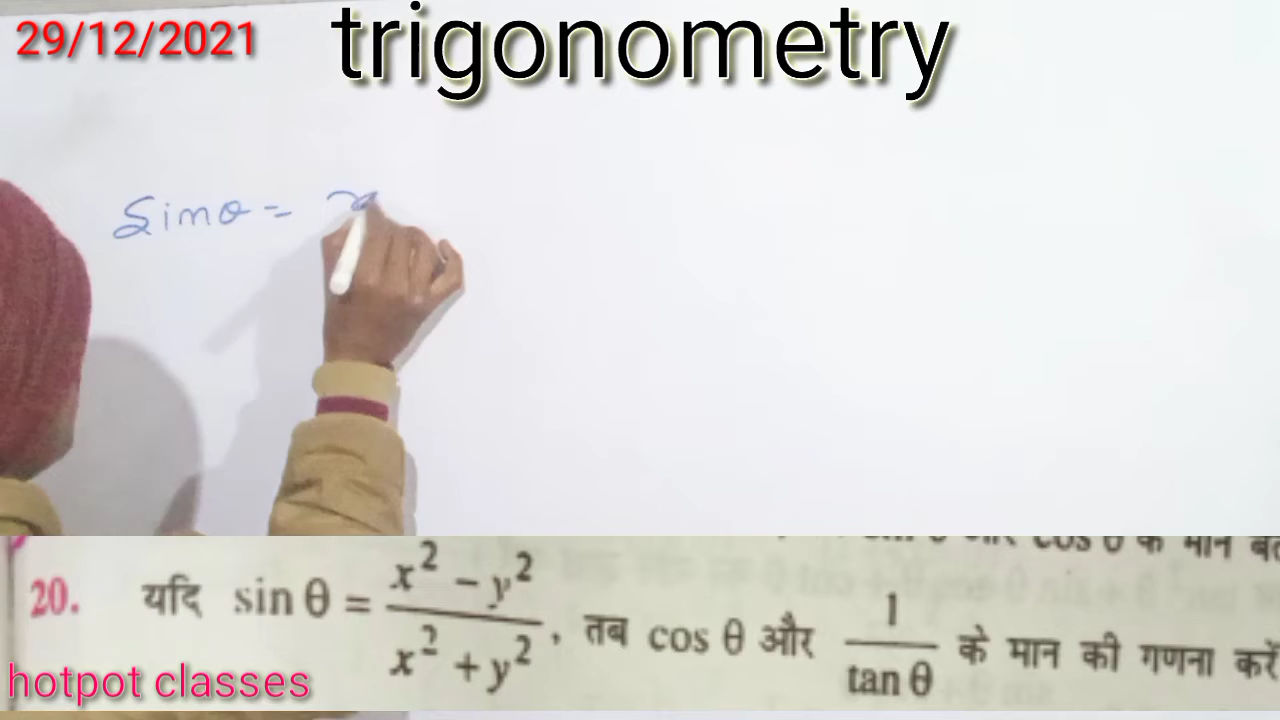 29/12/2021
trigonometry
Sinθ =
cos θ के मान
20. यदि sin θ = x² - y² / x² + y² , तब cos θ और 1 / tan θ के मान की गणना करें
hotpot classes